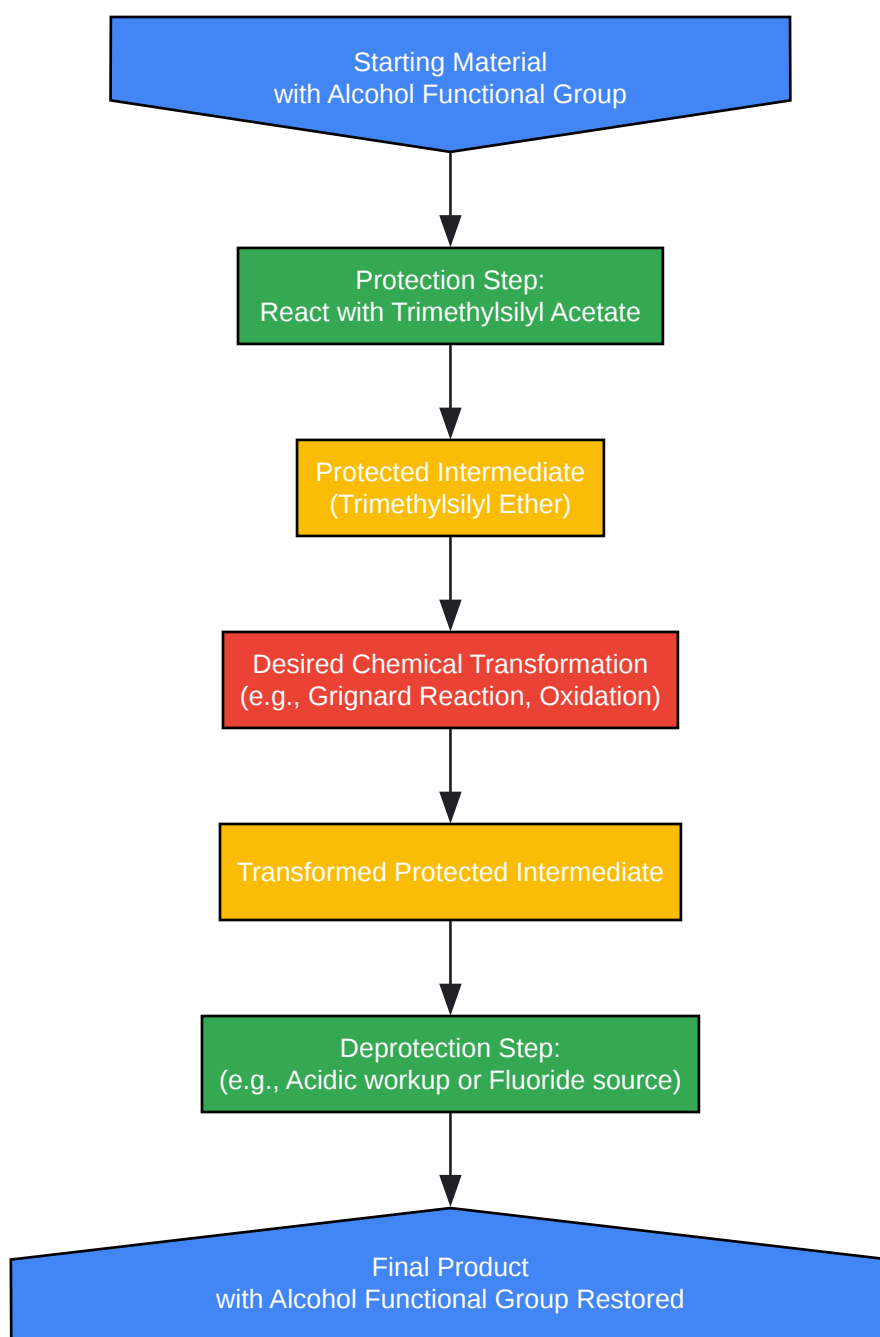 Starting Material
with Alcohol Functional Group
Protection Step:
React with Trimethylsilyl Acetate
Protected Intermediate
(Trimethylsilyl Ether)
Desired Chemical Transformation
(e.g., Grignard Reaction, Oxidation)
Transformed Protected Intermediate
Deprotection Step:
(e.g., Acidic workup or Fluoride source)
Final Product
with Alcohol Functional Group Restored